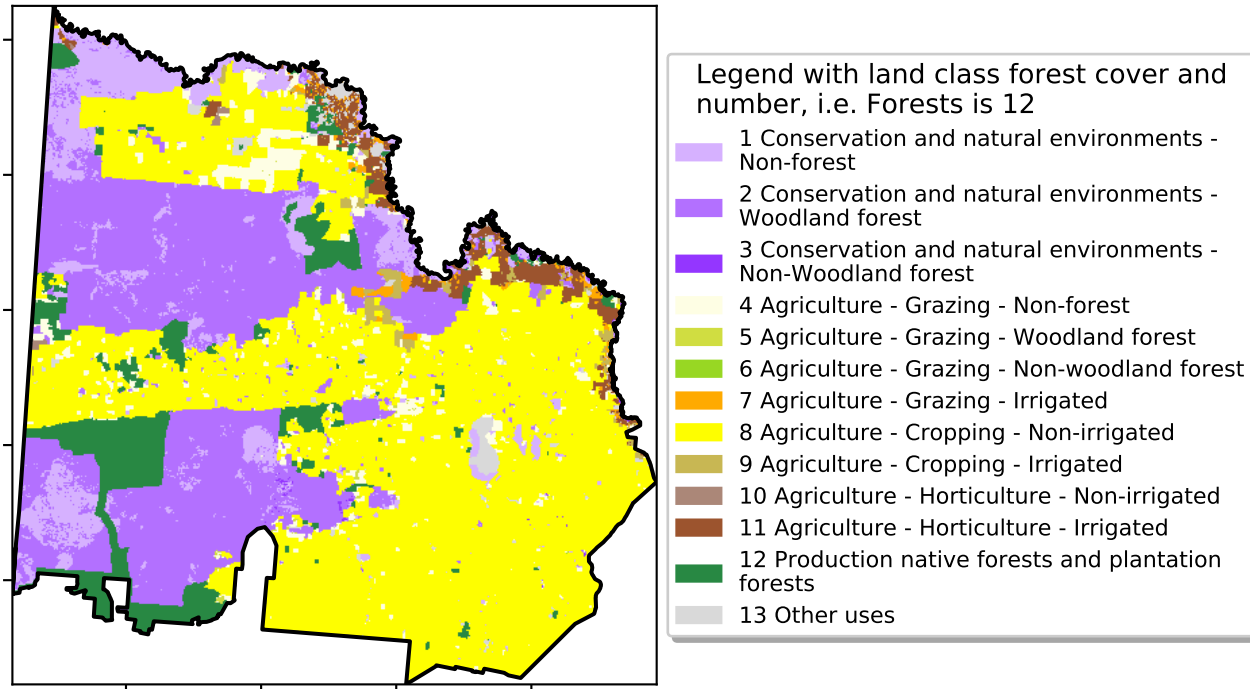 Legend with land class forest cover and
number, i.e. Forests is 12
1 Conservation and natural environments -
Non-forest
2 Conservation and natural environments -
Woodland forest
3 Conservation and natural environments -
Non-Woodland forest
4 Agriculture - Grazing - Non-forest
5 Agriculture - Grazing - Woodland forest
6 Agriculture - Grazing - Non-woodland forest
7 Agriculture - Grazing - Irrigated
8 Agriculture - Cropping - Non-irrigated
9 Agriculture - Cropping - Irrigated
10 Agriculture - Horticulture - Non-irrigated
11 Agriculture - Horticulture - Irrigated
12 Production native forests and plantation
forests
13 Other uses